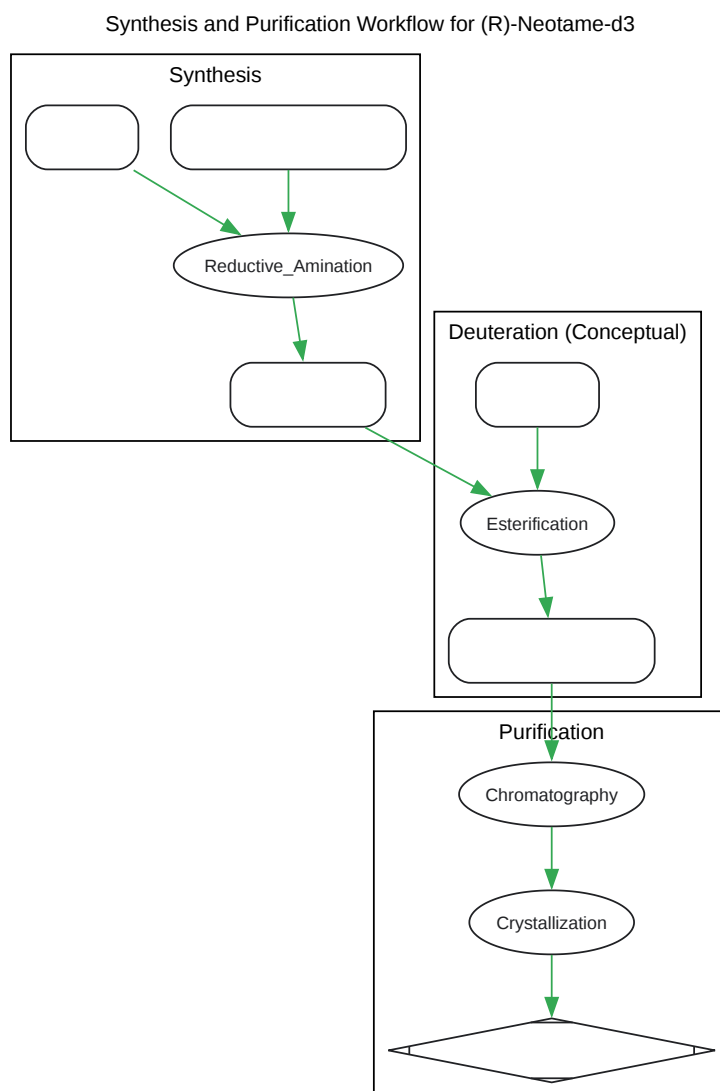 Synthesis and Purification Workflow for (R)-Neotame-d3
Synthesis
Reductive_Amination
Deuteration (Conceptual)
Esterification
Purification
Chromatography
Crystallization